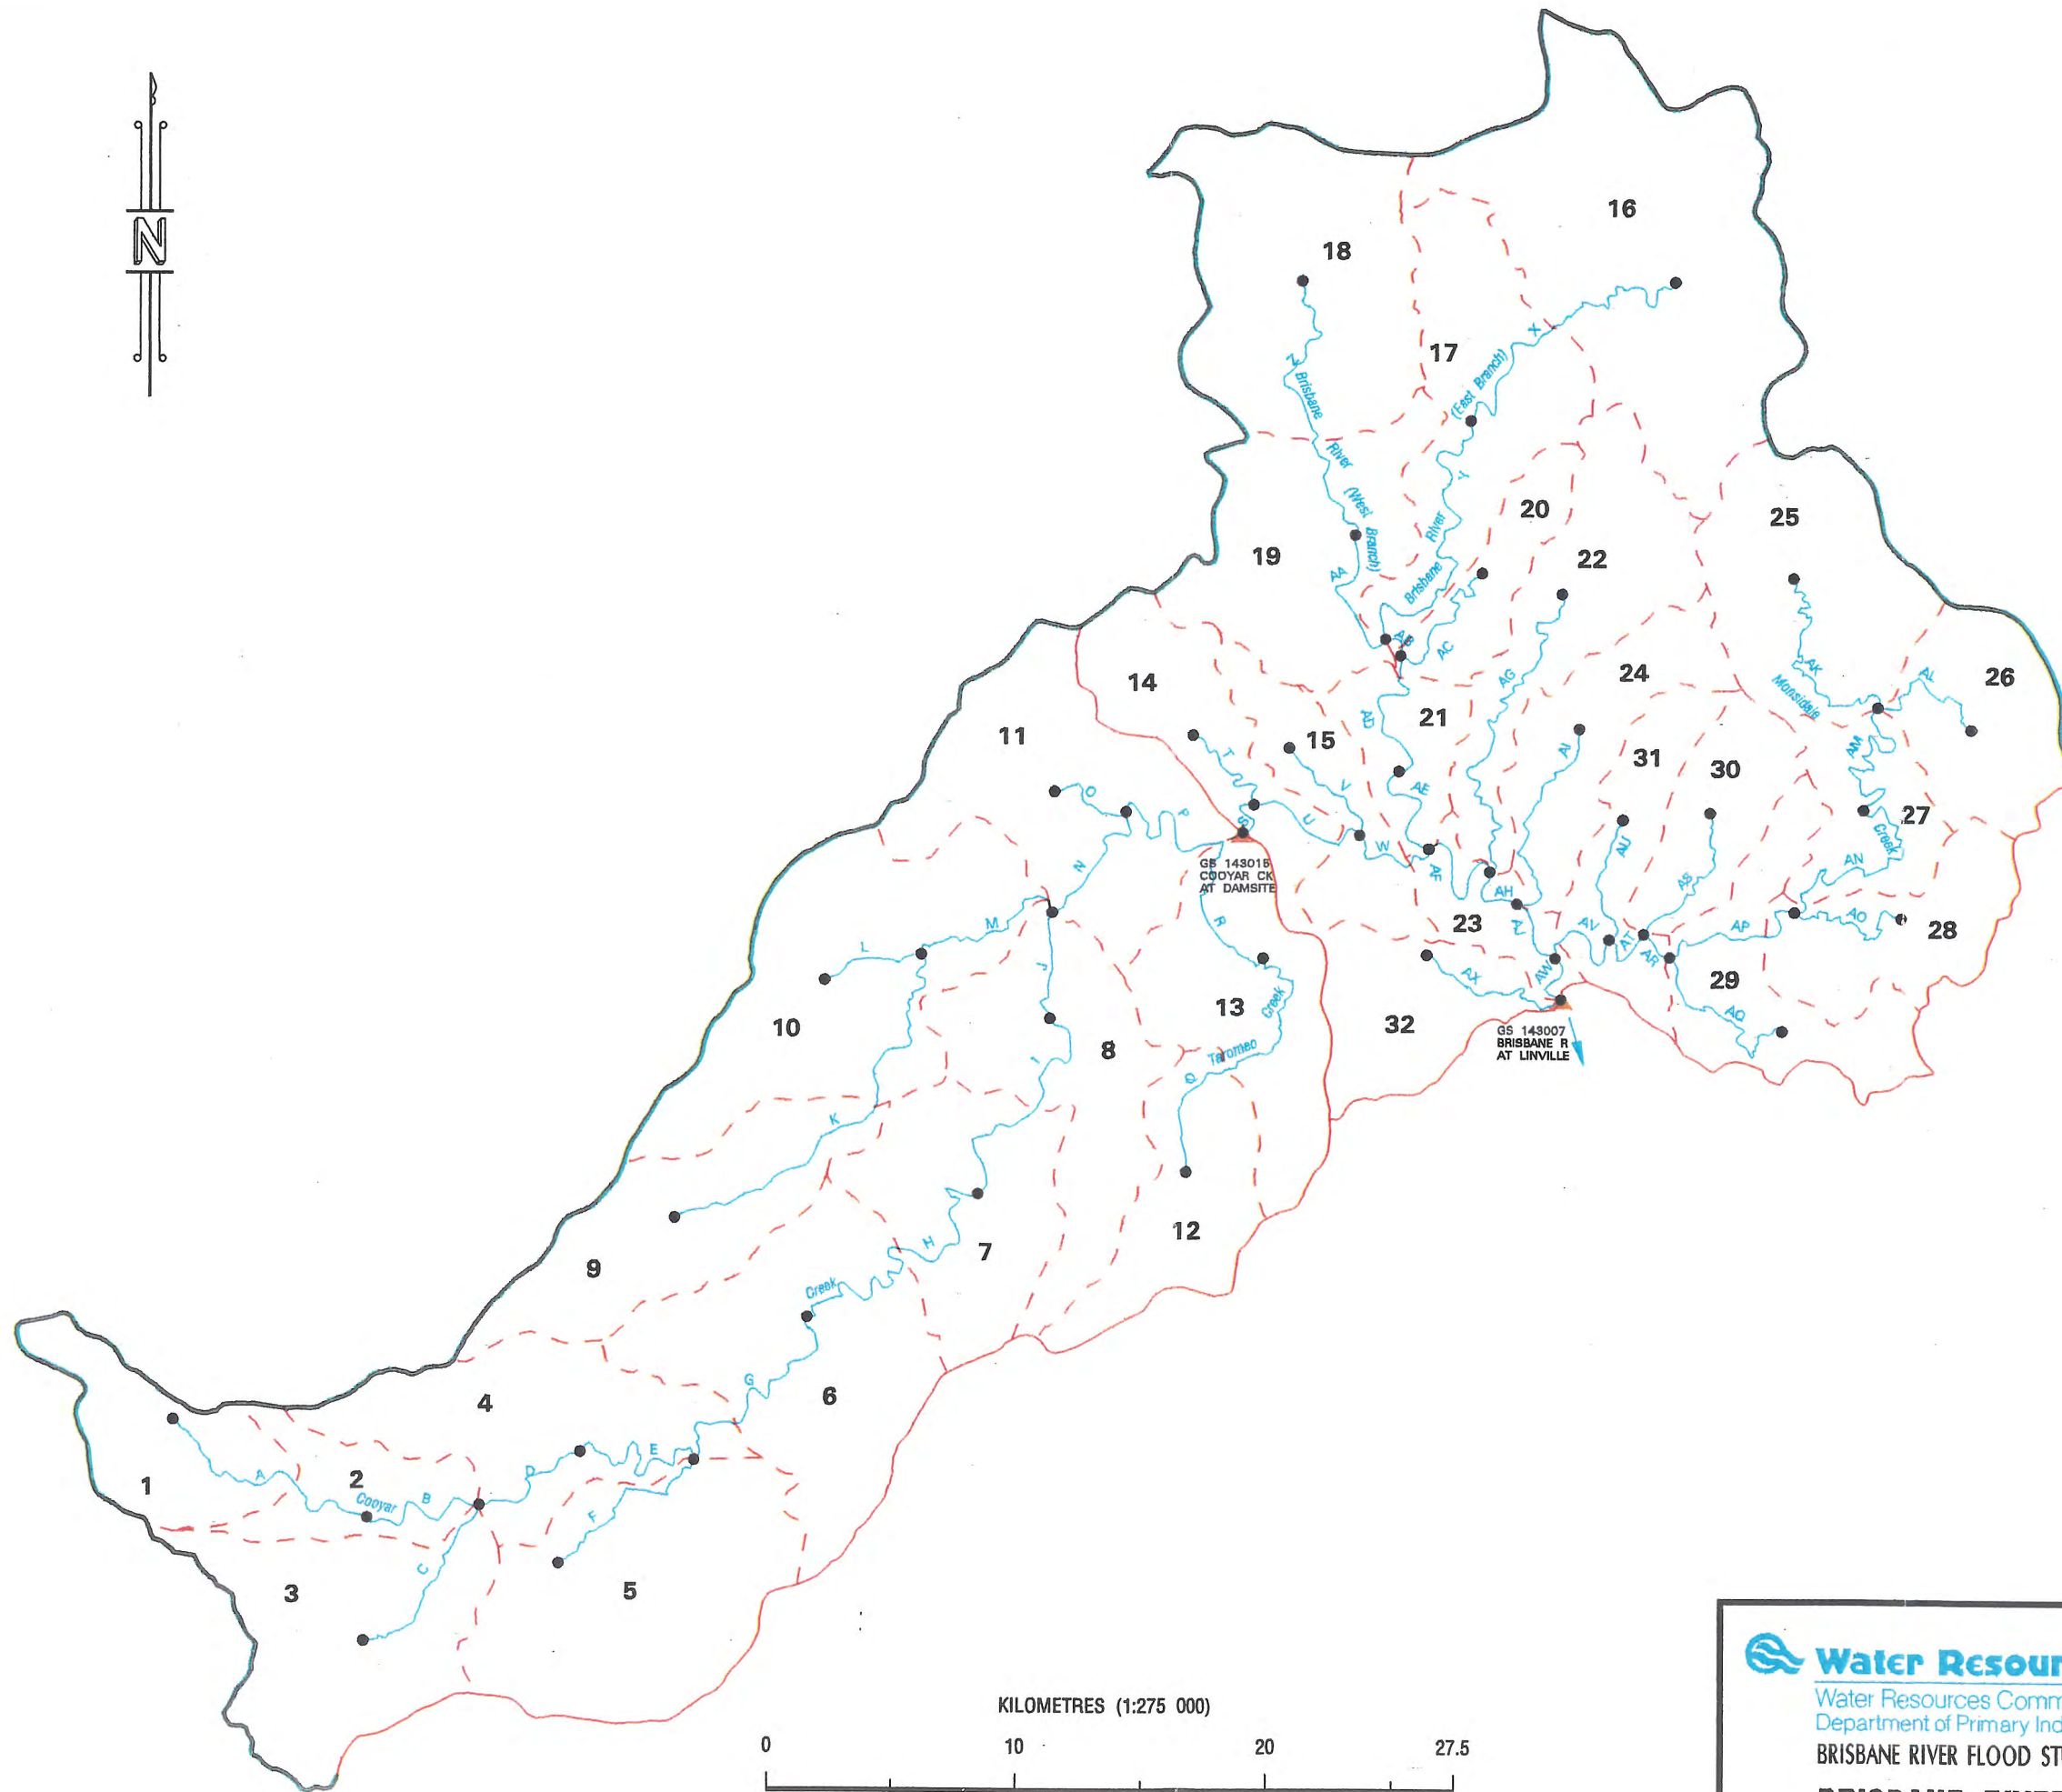 N
16
18
X
17
(East Branch)
Z
Brisbane
River
(West
Branch)
Y
20
25
River
22
19
AA
Brisbane
AB
AC
AK
AL
26
24
AG
Monsidale
14
AD
21
11
15
AI
AM
31
30
T
V
AE
O
P
S
U
27
Creek
AU
W
GS 143015
COOYAR CK
AT DAMSITE
N
AF
AN
AS
AH
M
R
23
AJ
AV
AT
AP
AO
28
L
AR
J
AW
AX
29
13
Creek
AQ
10
32
GS 143007
BRISBANE R
AT LINVILLE
8
Taromeo
I
Q
K
12
H
7
9
Creek
G
6
4
E
D
A
2
1
Cooyar
B
F
C
3
5
KILOMETRES (1:275 000)
0
10
20
27.5
Water Resour
Water Resources Comm
Department of Primary Ind
BRISBANE RIVER FLOOD ST